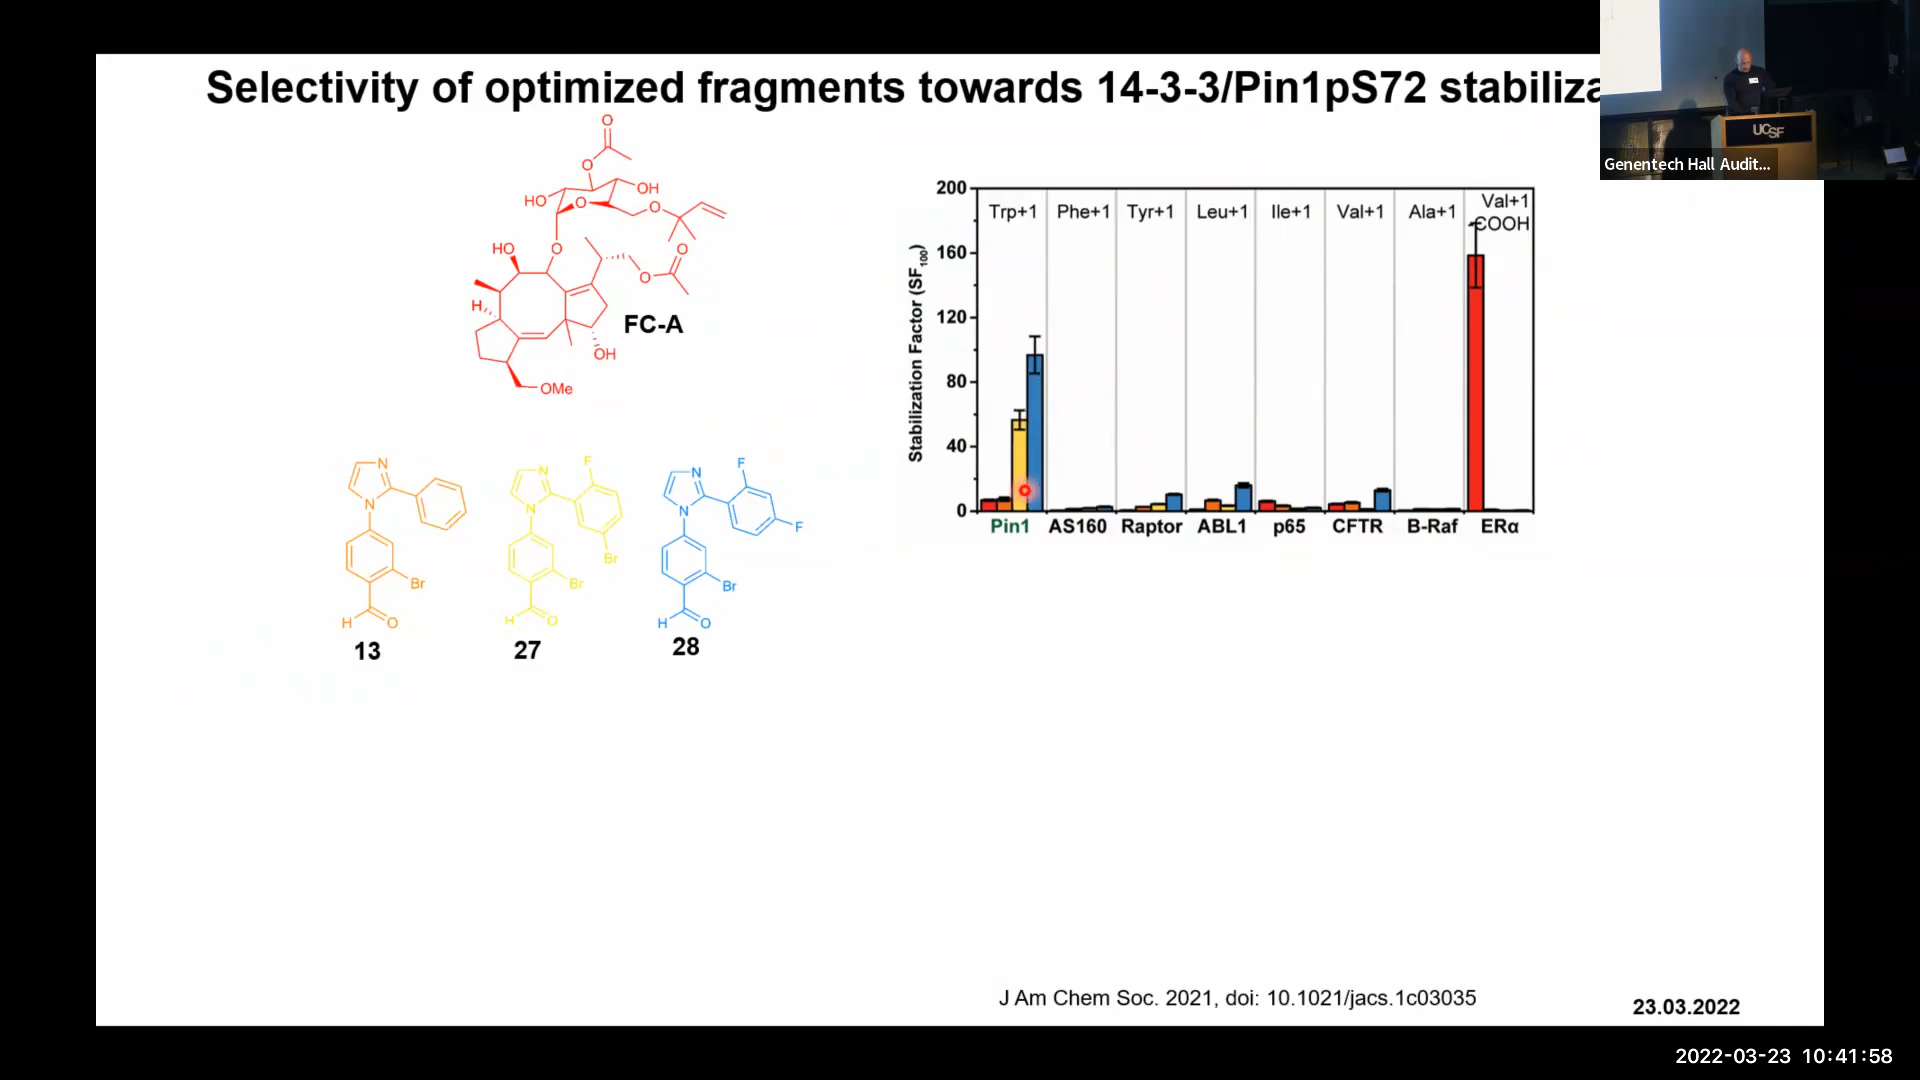 Selectivity of optimized fragments towards 14-3-3/Pin1pS72 stabiliza
UCSF
Genentech Hall Audit...
O
O
HO
OH
O
O
HO
O
O
O
H
FC-A
OH
OMe
N
N
Br
H
O
13
N
F
N
Br
Br
H
O
27
N
F
N
F
Br
H
O
28
Stabilization Factor (SF100)
200
160
120
80
40
0
Trp+1
Phe+1
Tyr+1
Leu+1
Ile+1
Val+1
Ala+1
Val+1
-COOH
Pin1
AS160
Raptor
ABL1
p65
CFTR
B-Raf
ERα
J Am Chem Soc. 2021, doi: 10.1021/jacs.1c03035
23.03.2022
2022-03-23 10:41:58